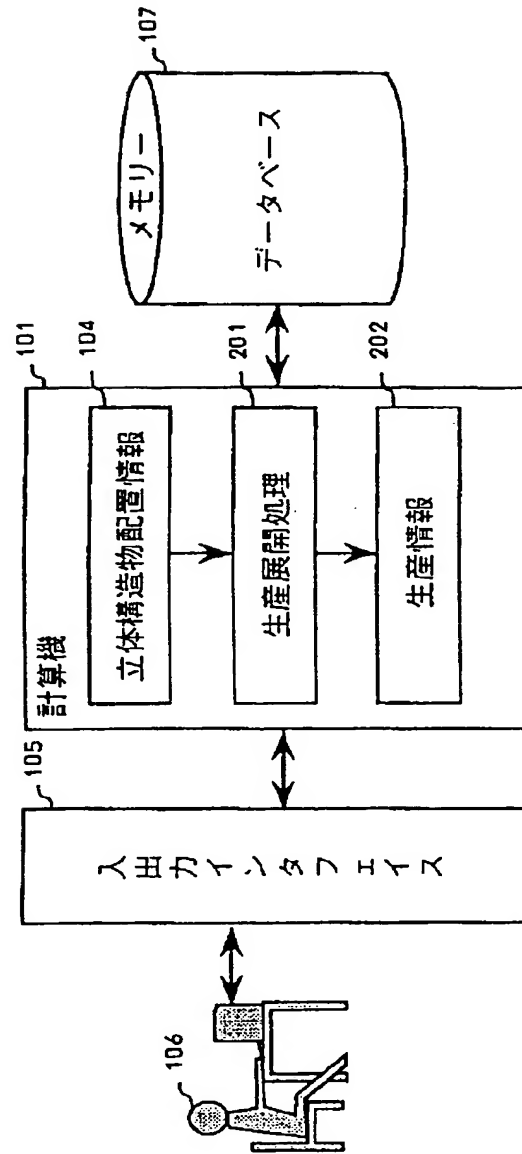 106
105
入出力インタフェイス
101
計算機
104
立体構造物配置情報
201
生産展開処理
202
生産情報
107
メモリー
データベース